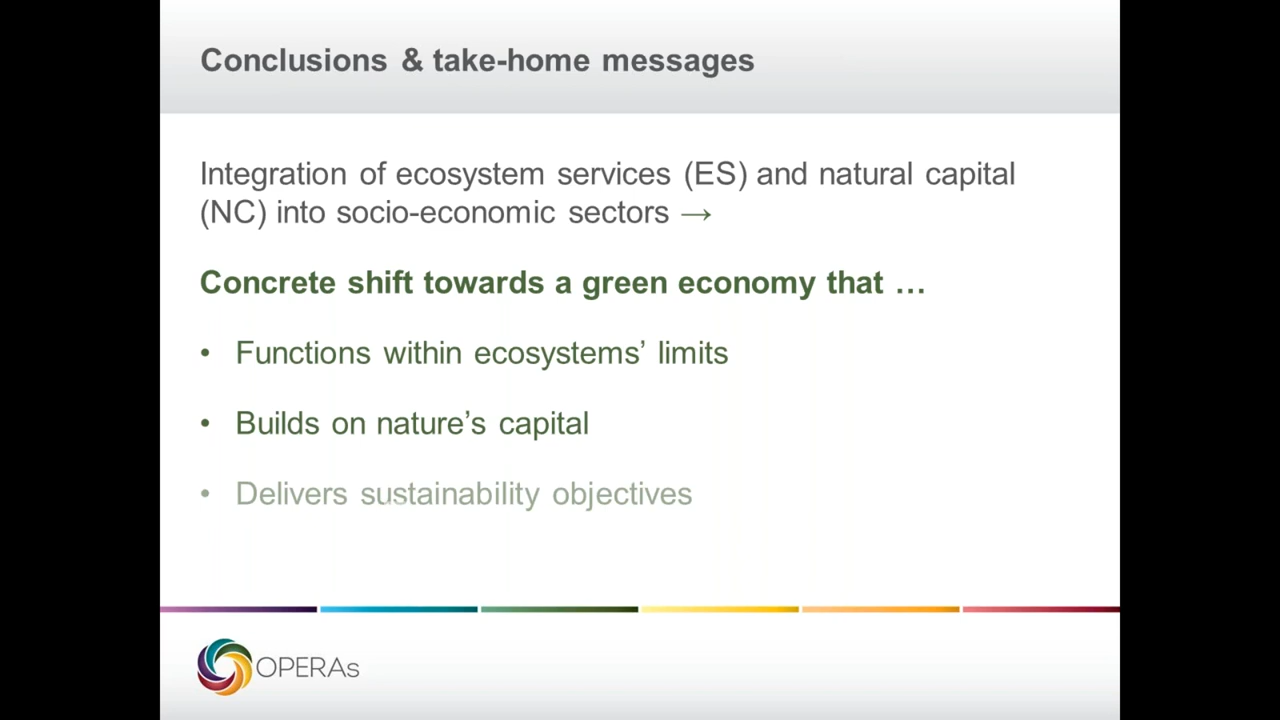 Conclusions & take-home messages
Integration of ecosystem services (ES) and natural capital
(NC) into socio-economic sectors →
Concrete shift towards a green economy that …
• Functions within ecosystems’ limits
• Builds on nature’s capital
• Delivers sustainability objectives
OPERAs